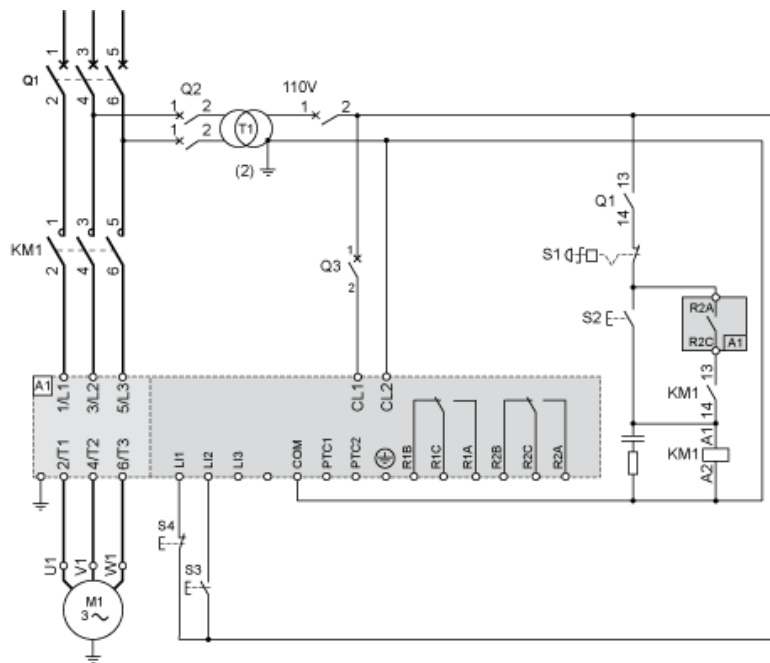 1 3 5
Q1
2 4 6
Q2
1 2
1 2
T1
(2)
110V
1 2
13
Q1
14
1 3 5
KM1
2 4 6
1
Q3
2
S1
S2
R2A
R2C A1
13
KM1
14
A1
KM1
A2
A1
1/L1 3/L2 5/L3
CL1 CL2
2/T1 4/T2 6/T3
LI1 LI2 LI3 COM PTC1 PTC2 R1B R1C R1A R2B R2C R2A
S4
S3
U1 V1 W1
M1
3 ~